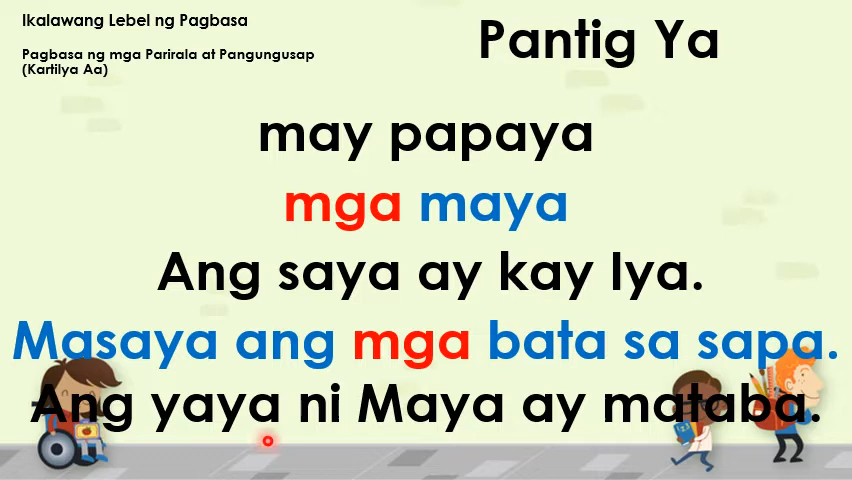 Ikalawang Lebel ng Pagbasa
Pagbasa ng mga Parirala at Pangungusap
(Kartilya Aa)
Pantig Ya
may papaya
mga maya
Ang saya ay kay Iya.
Masaya ang mga bata sa sapa.
Ang yaya ni Maya ay mataba.